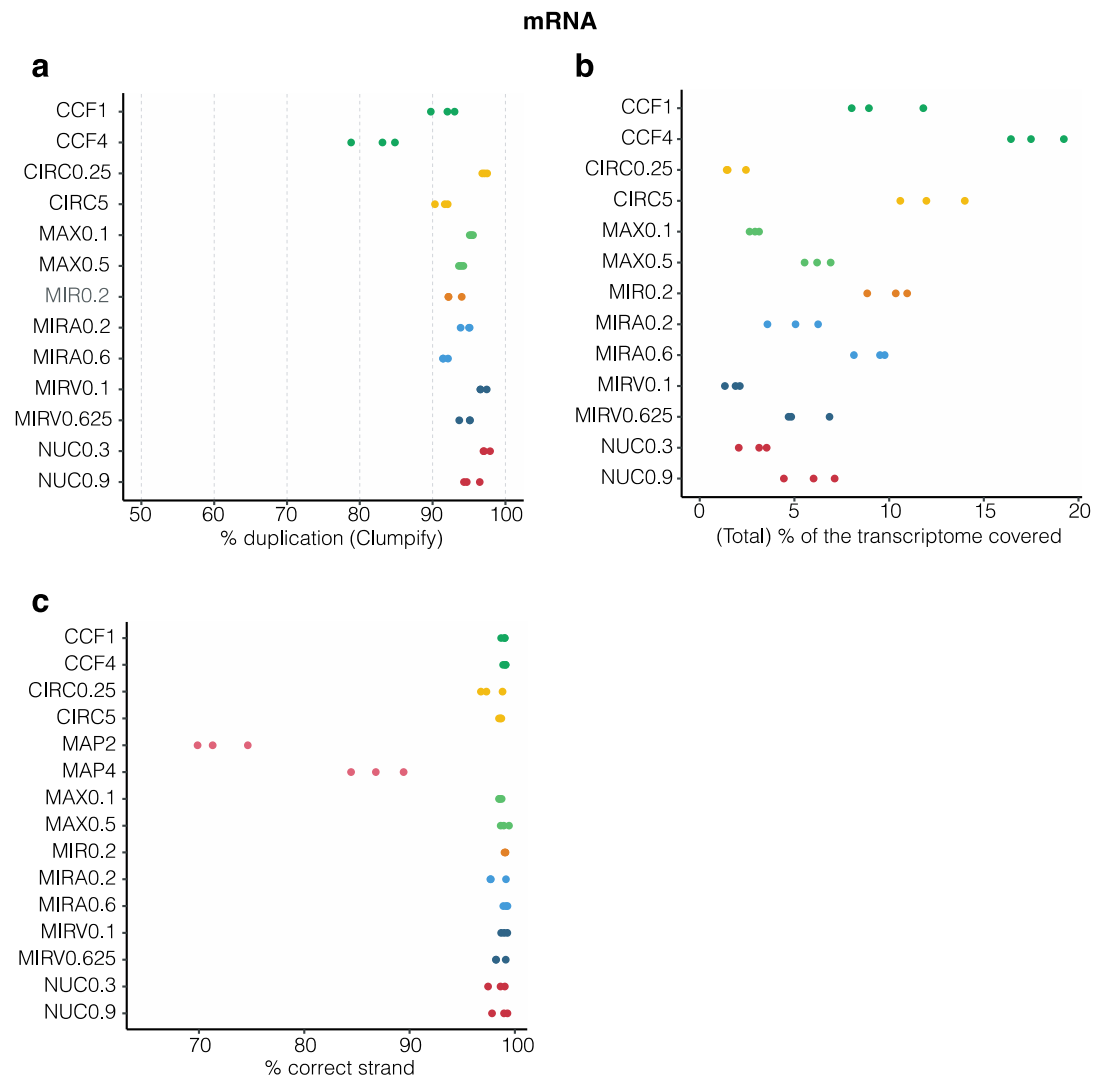 mRNA
a
CCF1
CCF4
CIRC0.25
CIRC5
MAX0.1
MAX0.5
MIR0.2
MIRA0.2
MIRA0.6
MIRV0.1
MIRV0.625
NUC0.3
NUC0.9
50 60 70 80 90 100
% duplication (Clumpify)
b
CCF1
CCF4
CIRC0.25
CIRC5
MAX0.1
MAX0.5
MIR0.2
MIRA0.2
MIRA0.6
MIRV0.1
MIRV0.625
NUC0.3
NUC0.9
0 5 10 15 20
(Total) % of the transcriptome covered
c
CCF1
CCF4
CIRC0.25
CIRC5
MAP2
MAP4
MAX0.1
MAX0.5
MIR0.2
MIRA0.2
MIRA0.6
MIRV0.1
MIRV0.625
NUC0.3
NUC0.9
70 80 90 100
% correct strand